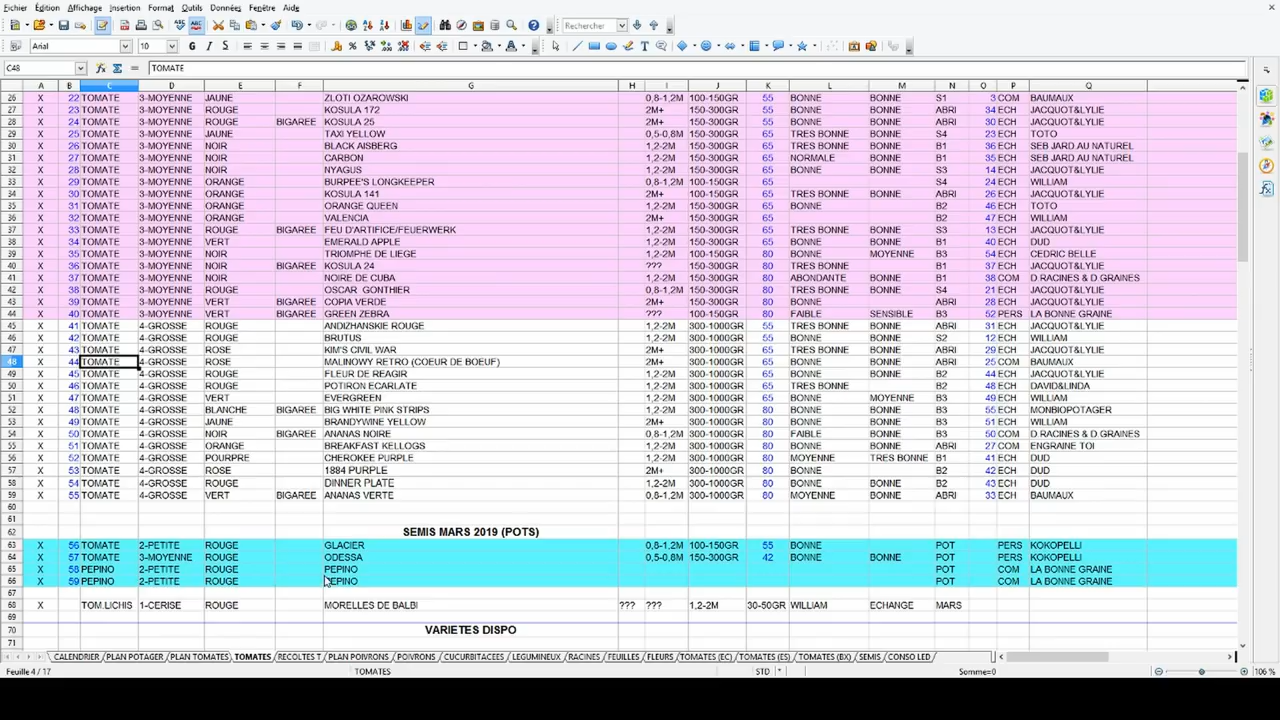 Fichier Édition Affichage Insertion Format Outils Données Fenêtre Aide
Rechercher
Arial 10
C48 TOMATE
A B C D E F G H I J K L M N O P Q
26 X 22 TOMATE 3-MOYENNE JAUNE ZLOTI OZAROWSKI 0,8-1,2M 100-150GR 55 BONNE BONNE S1 3 COM BAUMAUX
27 X 23 TOMATE 3-MOYENNE ROUGE KOSULA 172 2M+ 150-300GR 65 TRES BONNE BONNE ABRI 34 ECH JACQUOT&LYLIE
28 X 24 TOMATE 3-MOYENNE ROUGE BIGAREE KOSULA 25 2M+ 150-300GR 65 BONNE BONNE ABRI 30 ECH JACQUOT&LYLIE
29 X 25 TOMATE 3-MOYENNE JAUNE TAXI YELLOW 0,5-0,8M 150-300GR 65 TRES BONNE BONNE S4 23 ECH TOTO
30 X 26 TOMATE 3-MOYENNE NOIR BLACK AISBERG 1,2-2M 150-300GR 65 TRES BONNE BONNE B1 36 ECH SEB JARD AU NATUREL
31 X 27 TOMATE 3-MOYENNE NOIR CARBON 1,2-2M 150-300GR 65 NORMALE BONNE B1 35 ECH SEB JARD AU NATUREL
32 X 28 TOMATE 3-MOYENNE NOIR NYAGUS 1,2-2M 100-150GR 65 TRES BONNE BONNE S3 14 ECH JACQUOT&LYLIE
33 X 29 TOMATE 3-MOYENNE ORANGE BURPEE'S LONGKEEPER 0,8-1,2M 100-150GR 65 S4 24 ECH WILLIAM
34 X 30 TOMATE 3-MOYENNE ORANGE KOSULA 141 2M+ 100-150GR 65 TRES BONNE BONNE ABRI 26 ECH JACQUOT&LYLIE
35 X 31 TOMATE 3-MOYENNE ORANGE ORANGE QUEEN 1,2-2M 150-300GR 65 BONNE B2 46 ECH TOTO
36 X 32 TOMATE 3-MOYENNE ORANGE VALENCIA 2M+ 150-300GR 65 B2 47 ECH WILLIAM
37 X 33 TOMATE 3-MOYENNE ROUGE BIGAREE FEU D'ARTIFICE/FEUERWERK 1,2-2M 150-300GR 65 TRES BONNE BONNE S3 13 ECH JACQUOT&LYLIE
38 X 34 TOMATE 3-MOYENNE VERT EMERALD APPLE 1,2-2M 150-300GR 65 BONNE BONNE B1 40 ECH DUD
39 X 35 TOMATE 3-MOYENNE NOIR TRIOMPHE DE LIEGE 1,2-2M 150-300GR 80 BONNE MOYENNE B3 54 ECH CEDRIC BELLE
40 X 36 TOMATE 3-MOYENNE NOIR BIGAREE KOSULA 24 ??? 150-300GR 80 TRES BONNE B1 37 ECH JACQUOT&LYLIE
41 X 37 TOMATE 3-MOYENNE NOIR NOIRE DE CUBA 1,2-2M 150-300GR 80 ABONDANTE BONNE B1 38 COM D.RACINES & D.GRAINES
42 X 38 TOMATE 3-MOYENNE ROUGE OSCAR GONTHIER 0,8-1,2M 150-300GR 80 TRES BONNE BONNE S4 21 ECH JACQUOT&LYLIE
43 X 39 TOMATE 3-MOYENNE VERT BIGAREE COPIA VERDE 2M+ 150-300GR 80 BONNE ABRI 28 ECH JACQUOT&LYLIE
44 X 40 TOMATE 3-MOYENNE VERT BIGAREE GREEN ZEBRA ??? 100-150GR 80 FAIBLE SENSIBLE B3 52 PERS LA BONNE GRAINE
45 X 41 TOMATE 4-GROSSE ROUGE ANDIZHANSKIE ROUGE 1,2-2M 300-1000GR 55 TRES BONNE BONNE ABRI 31 ECH JACQUOT&LYLIE
46 X 42 TOMATE 4-GROSSE ROUGE BRUTUS 1,2-2M 300-1000GR 65 BONNE BONNE S2 12 ECH WILLIAM
47 X 43 TOMATE 4-GROSSE ROSE KIM'S CIVIL WAR 2M+ 300-1000GR 65 TRES BONNE BONNE ABRI 29 ECH JACQUOT&LYLIE
48 X 44 TOMATE 4-GROSSE ROSE MALINOWY RETRO (COEUR DE BOEUF) 2M+ 300-1000GR 65 BONNE BONNE ABRI 25 COM BAUMAUX
49 X 45 TOMATE 4-GROSSE ROUGE FLEUR DE REAGIR 1,2-2M 300-1000GR 65 BONNE BONNE B2 44 ECH JACQUOT&LYLIE
50 X 46 TOMATE 4-GROSSE ROUGE POTIRON ECARLATE 1,2-2M 300-1000GR 65 TRES BONNE B2 48 ECH DAVID&LINDA
51 X 47 TOMATE 4-GROSSE VERT EVERGREEN 1,2-2M 300-1000GR 65 BONNE MOYENNE B2 49 ECH WILLIAM
52 X 48 TOMATE 4-GROSSE BLANCHE BIGAREE BIG WHITE PINK STRIPS 1,2-2M 300-1000GR 80 BONNE BONNE B3 55 ECH MONBIOPOTAGER
53 X 49 TOMATE 4-GROSSE JAUNE BRANDYWINE YELLOW 2M+ 300-1000GR 80 BONNE BONNE B3 51 ECH WILLIAM
54 X 50 TOMATE 4-GROSSE NOIR BIGAREE ANANAS NOIRE 0,8-1,2M 300-1000GR 80 FAIBLE BONNE B3 50 COM D.RACINES & D.GRAINES
55 X 51 TOMATE 4-GROSSE ORANGE BREAKFAST KELLOGS 1,2-2M 300-1000GR 80 BONNE BONNE ABRI 27 COM ENGRAINE TOI
56 X 52 TOMATE 4-GROSSE POURPRE CHEROKEE PURPLE 1,2-2M 300-1000GR 80 MOYENNE TRES BONNE B1 41 ECH DUD
57 X 53 TOMATE 4-GROSSE ROSE 1884 PURPLE 2M+ 300-1000GR 80 BONNE BONNE B2 42 ECH DUD
58 X 54 TOMATE 4-GROSSE ROUGE DINNER PLATE 1,2-2M 300-1000GR 80 BONNE BONNE B2 43 ECH DUD
59 X 55 TOMATE 4-GROSSE VERT BIGAREE ANANAS VERTE 0,8-1,2M 300-1000GR 80 MOYENNE BONNE ABRI 33 ECH BAUMAUX
60
61
62 SEMIS MARS 2019 (POTS)
63 X 56 TOMATE 2-PETITE ROUGE GLACIER 0,8-1,2M 100-150GR 55 BONNE POT PERS KOKOPELLI
64 X 57 TOMATE 3-MOYENNE ROUGE ODESSA 0,5-0,8M 150-300GR 42 BONNE BONNE POT PERS KOKOPELLI
65 X 58 PEPINO 2-PETITE ROUGE PEPINO POT COM LA BONNE GRAINE
66 X 59 PEPINO 2-PETITE ROUGE PEPINO POT COM LA BONNE GRAINE
67
68 X TOM.LICHIS 1-CERISE ROUGE MORELLES DE BALBI ??? ??? 1,2-2M 30-50GR WILLIAM ECHANGE MARS
69
70 VARIETES DISPO
71
CALENDRIER PLAN POTAGER PLAN TOMATES TOMATES RECOLTES T PLAN POIVRONS POIVRONS CUCURBITACEES LEGUMINEUX RACINES FEUILLES FLEURS TOMATES (EC) TOMATES (ES) TOMATES (BX) SEMIS CONSO LED
Feuille 4 / 17 TOMATES STD Somme=0 106 %